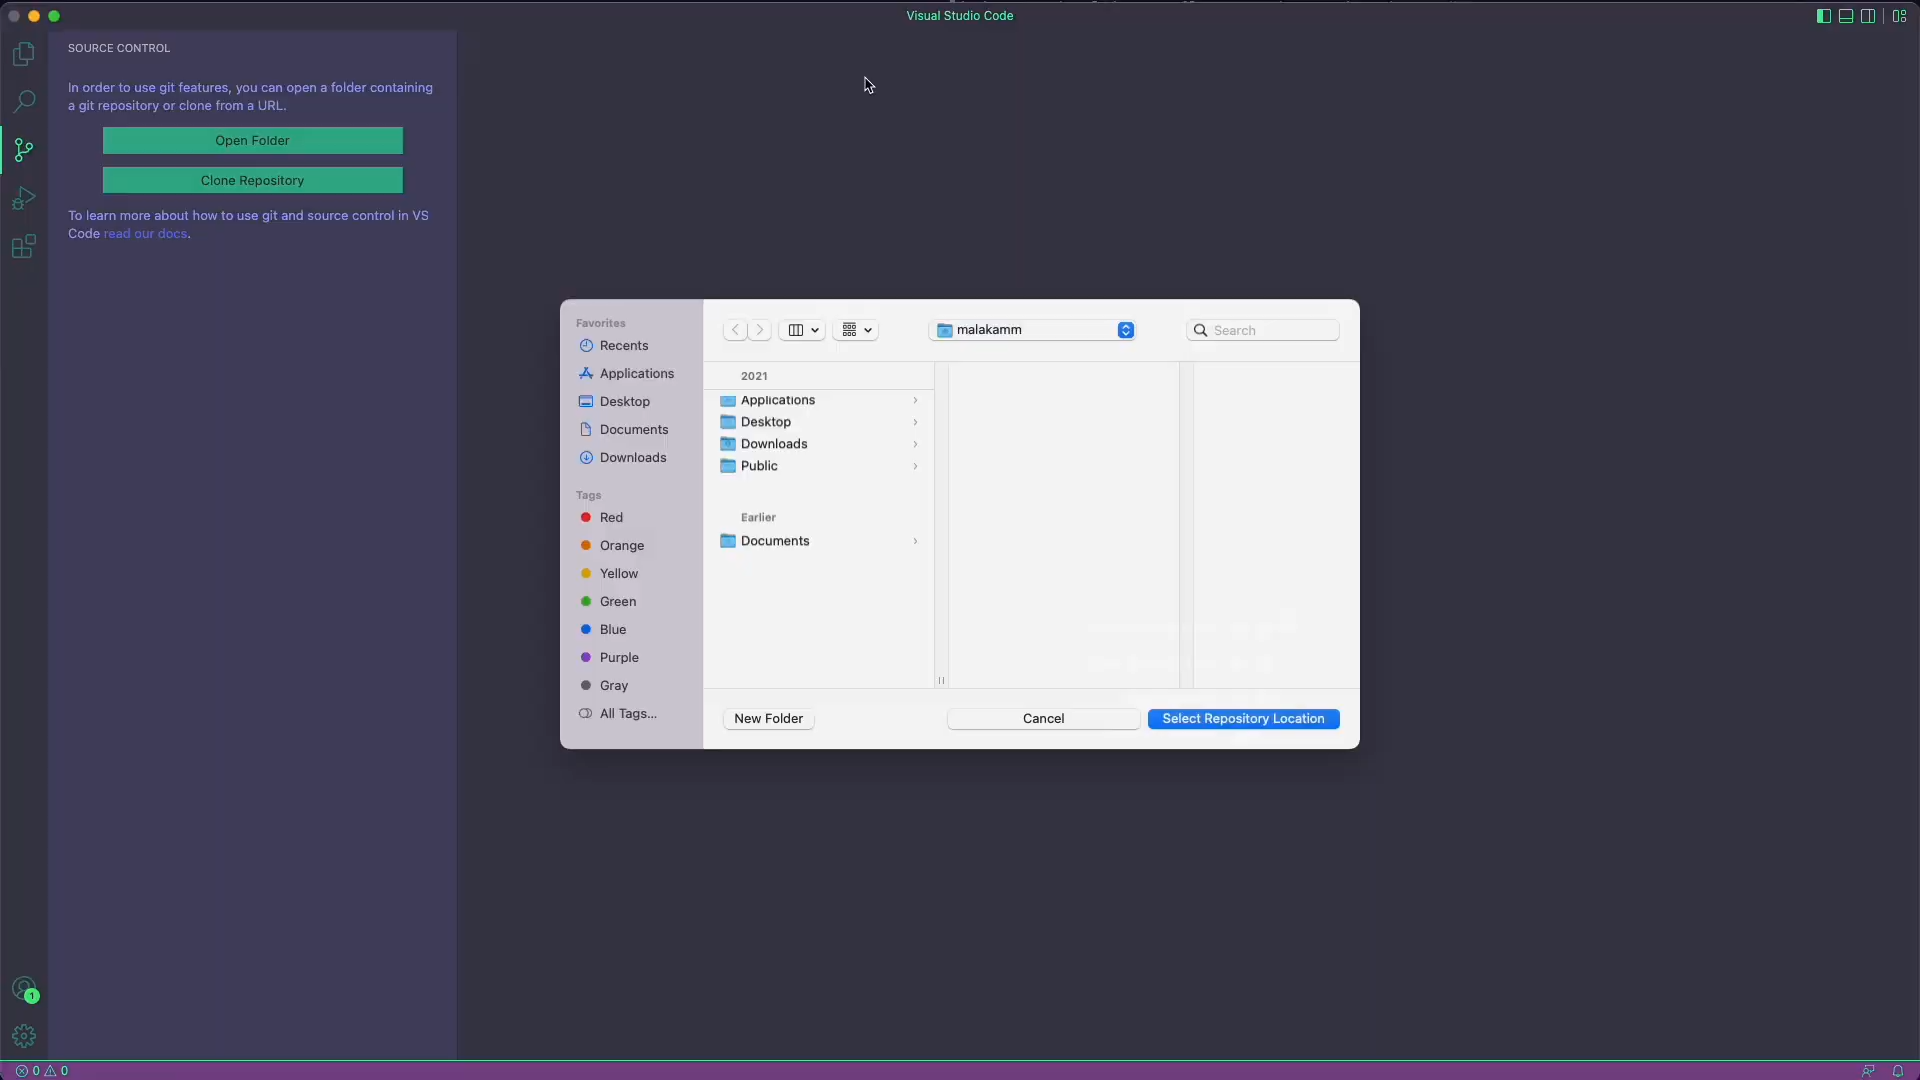 Visual Studio Code
SOURCE CONTROL
In order to use git features, you can open a folder containing
a git repository or clone from a URL.
Open Folder
Clone Repository
To learn more about how to use git and source control in VS
Code read our docs.
Favorites
Recents
Applications
Desktop
Documents
Downloads
Tags
Red
Orange
Yellow
Green
Blue
Purple
Gray
All Tags...
malakamm
Search
2021
Applications
Desktop
Downloads
Public
Earlier
Documents
New Folder
Cancel
Select Repository Location
1
0 0